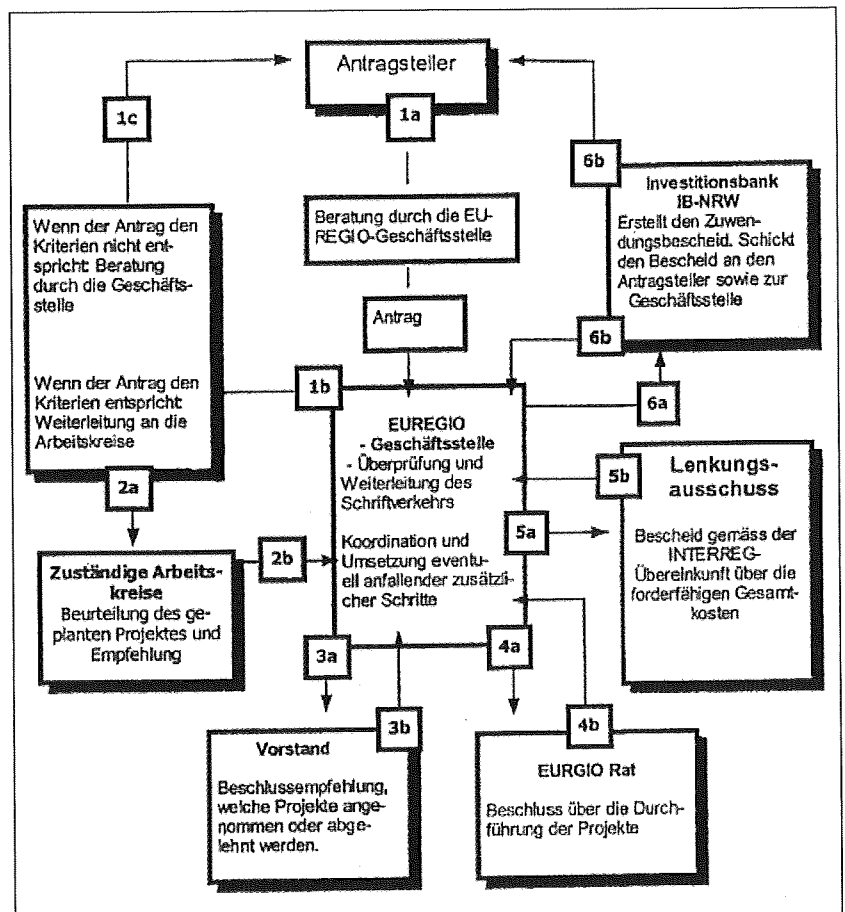 Antragsteller
1a
1c
6b
Beratung durch die EU-
REGIO-Geschäftsstelle
Antrag
Wenn der Antrag den
Kriterien nicht ent-
spricht: Beratung
durch die Geschäfts-
stelle
Wenn der Antrag den
Kriterien entspricht:
Weiterleitung an die
Arbeitskreise
1b
2a
Zuständige Arbeits-
kreise
Beurteilung des ge-
planten Projektes und
Empfehlung
2b
EUREGIO
- Geschäftsstelle
- Überprüfung und
Weiterleitung des
Schriftverkehrs
Koordination und
Umsetzung eventu-
ell anfallender zusätzli-
cher Schritte
3a
3b
Vorstand
Beschlussempfehlung,
welche Projekte ange-
nommen oder abge-
lehnt werden.
4a
4b
EURGIO Rat
Beschluss über die Durch-
führung der Projekte
5a
5b
Lenkungs-
ausschuss
Bescheid gemäss der
INTERREG-
Übereinkunft über die
forderfähigen Gesamt-
kosten
6a
6b
Investitionsbank
IB-NRW
Erstellt den Zuwen-
dungsbescheid. Schickt
den Bescheid an den
Antragsteller sowie zur
Geschäftsstelle